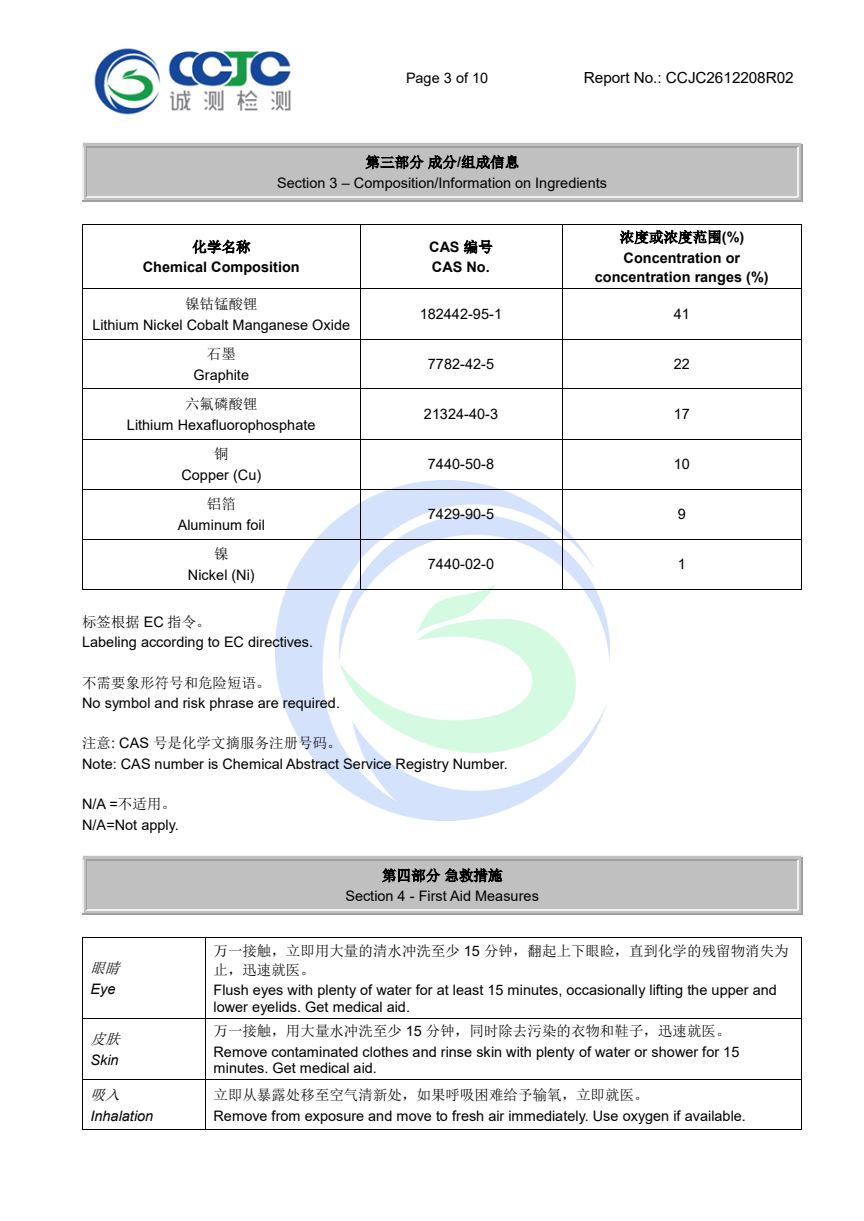 CCJC
诚测检测
Page 3 of 10
Report No.: CCJC2612208R02
第三部分 成分/组成信息
Section 3 – Composition/Information on Ingredients
化学名称
Chemical Composition
CAS 编号
CAS No.
浓度或浓度范围(%)
Concentration or
concentration ranges (%)
镍钴锰酸锂
Lithium Nickel Cobalt Manganese Oxide
182442-95-1
41
石墨
Graphite
7782-42-5
22
六氟磷酸锂
Lithium Hexafluorophosphate
21324-40-3
17
铜
Copper (Cu)
7440-50-8
10
铝箔
Aluminum foil
7429-90-5
9
镍
Nickel (Ni)
7440-02-0
1
标签根据 EC 指令。
Labeling according to EC directives.
不需要象形符号和危险短语。
No symbol and risk phrase are required.
注意: CAS 号是化学文摘服务注册号码。
Note: CAS number is Chemical Abstract Service Registry Number.
N/A =不适用。
N/A=Not apply.
第四部分 急救措施
Section 4 - First Aid Measures
眼睛
Eye
万一接触，立即用大量的清水冲洗至少 15 分钟，翻起上下眼睑，直到化学的残留物消失为
止，迅速就医。
Flush eyes with plenty of water for at least 15 minutes, occasionally lifting the upper and
lower eyelids. Get medical aid.
皮肤
Skin
万一接触，用大量水冲洗至少 15 分钟，同时除去污染的衣物和鞋子，迅速就医。
Remove contaminated clothes and rinse skin with plenty of water or shower for 15
minutes. Get medical aid.
吸入
Inhalation
立即从暴露处移至空气清新处，如果呼吸困难给予输氧，立即就医。
Remove from exposure and move to fresh air immediately. Use oxygen if available.